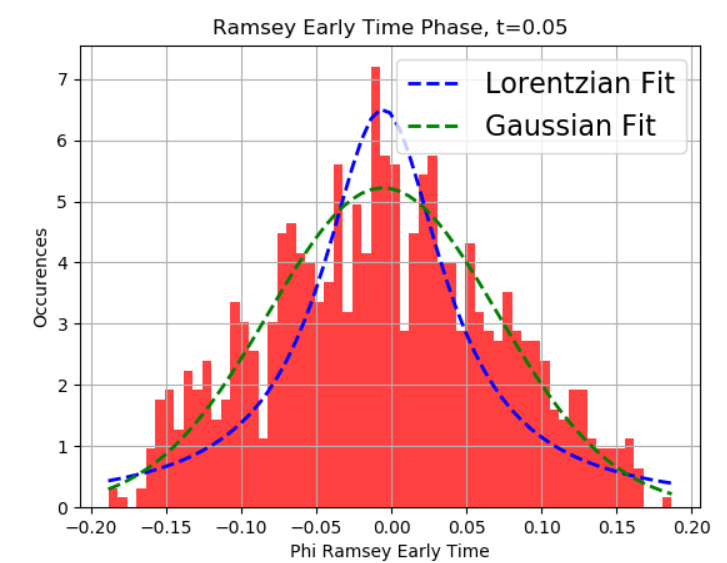 Ramsey Early Time Phase, t=0.05
Lorentzian Fit
Gaussian Fit
Occurences
7
6
5
4
3
2
1
0
−0.20 −0.15 −0.10 −0.05 0.00 0.05 0.10 0.15 0.20
Phi Ramsey Early Time